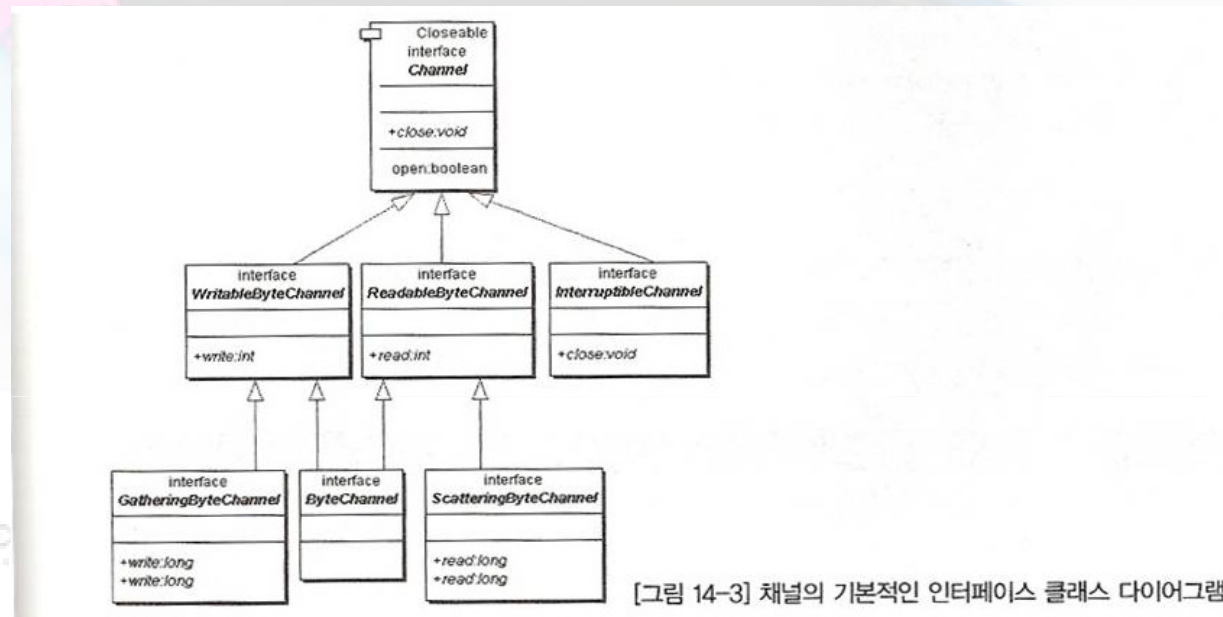 Closeable
interface
Channel
+close:void
open:boolean
interface
WritableByteChannel
+write:int
interface
ReadableByteChannel
+read:int
interface
InterruptibleChannel
+close:void
interface
GatheringByteChannel
+write:long
+write:long
interface
ByteChannel
interface
ScatteringByteChannel
+read:long
+read:long
[그림 14-3] 채널의 기본적인 인터페이스 클래스 다이어그램